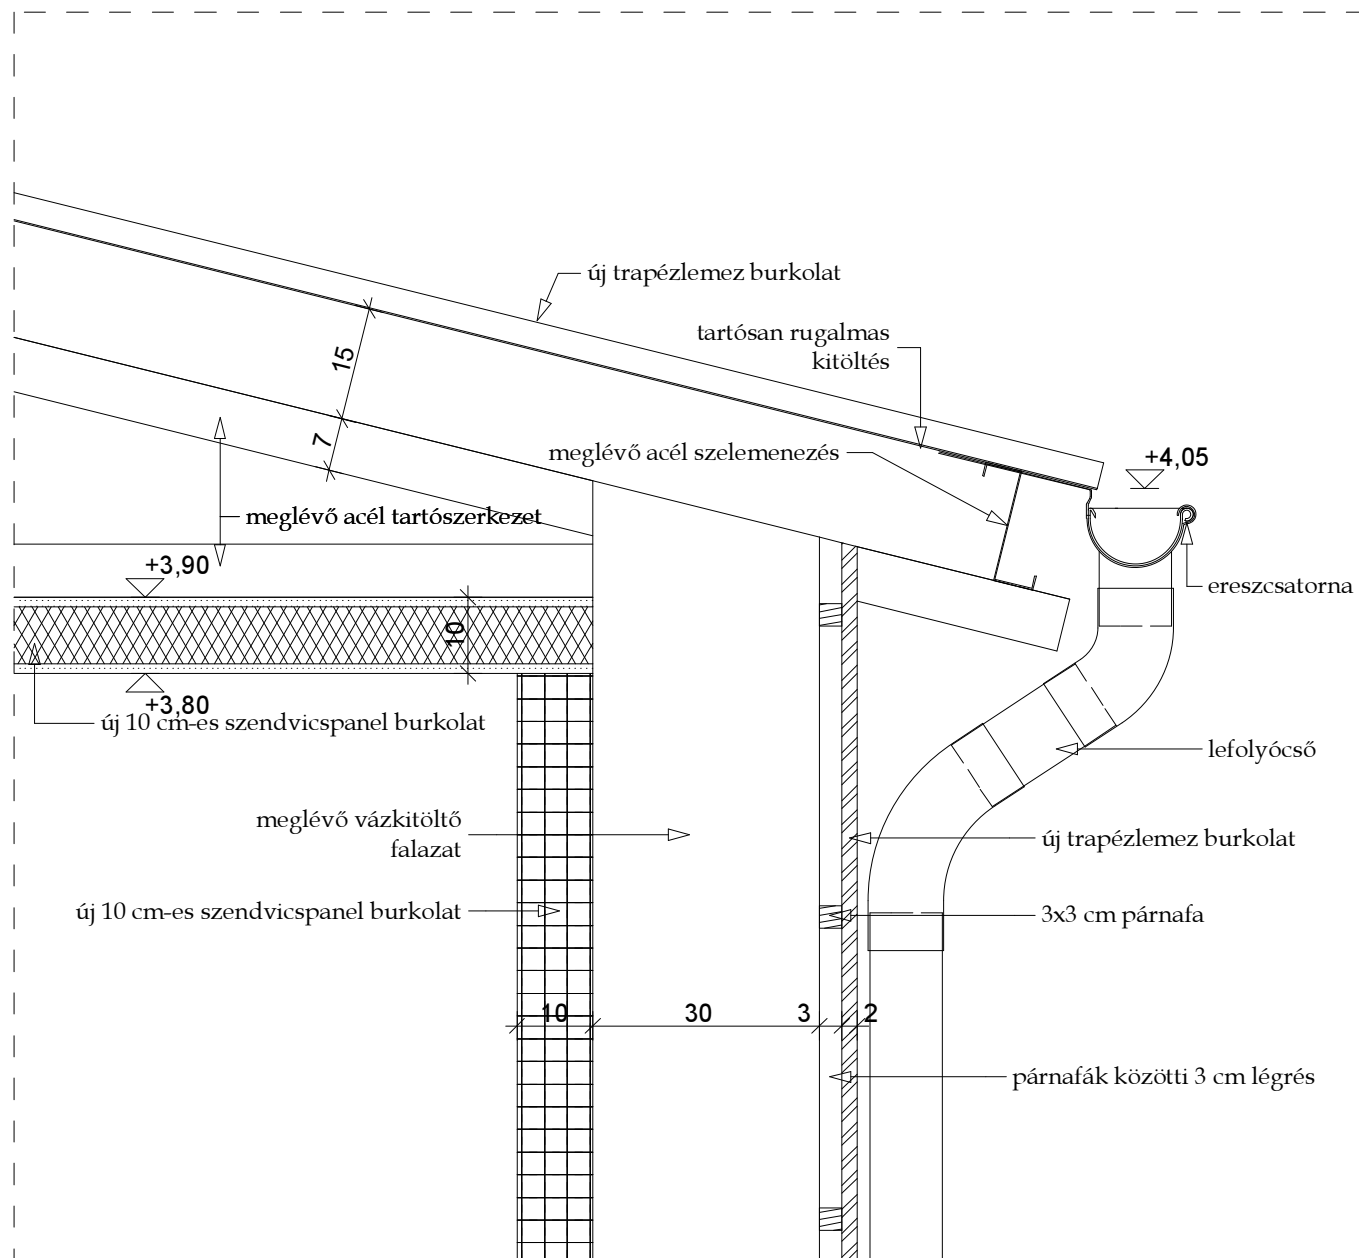 új trapézlemez burkolat
tartósan rugalmas
kitöltés
15
7
meglévő acél szelemenezés
+4,05
meglévő acél tartószerkezet
+3,90
ereszcsatorna
10
+3,80
új 10 cm-es szendvicspanel burkolat
lefolyócső
meglévő vázkitöltő
falazat
új trapézlemez burkolat
új 10 cm-es szendvicspanel burkolat
3x3 cm párnafa
10
30
3
2
párnafák közötti 3 cm légrés